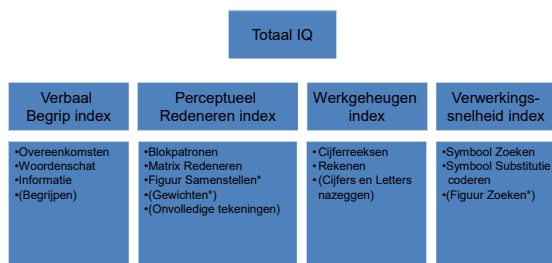 Totaal IQ
Verbaal
Begrip index
Perceptueel
Redeneren index
Werkgeheugen
index
Verwerkings-
snelheid index
•Overeenkomsten
•Woordenschat
•Informatie
•(Begrijpen)
•Blokpatronen
•Matrix Redeneren
•Figuur Samenstellen*
•(Gewichten*)
•(Onvolledige tekeningen)
•Cijferreeksen
•Rekenen
•(Cijfers en Letters
nazeggen)
•Symbool Zoeken
•Symbool Substitutie
coderen
•(Figuur Zoeken*)